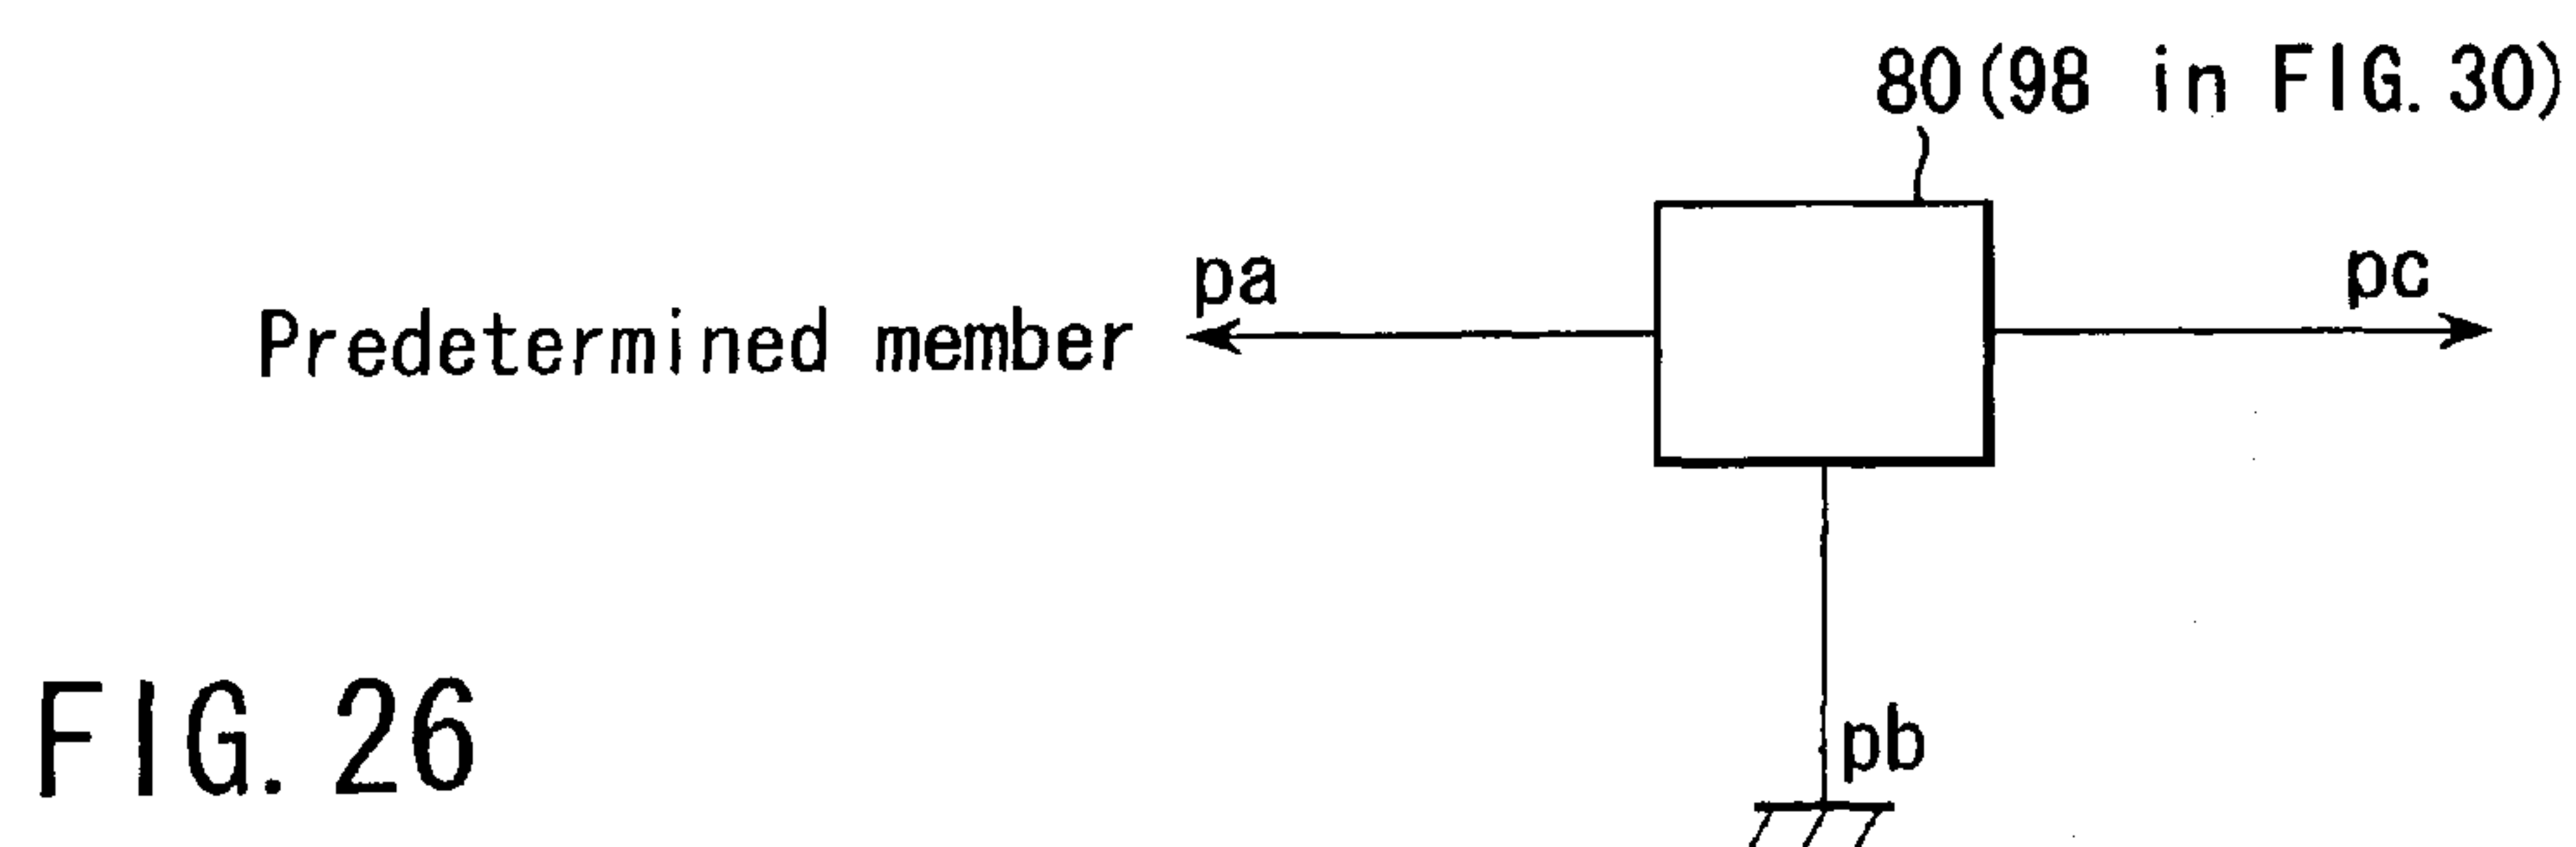 80(98 in FIG. 30)
pa
pc
Predetermined member
pb
FIG. 26